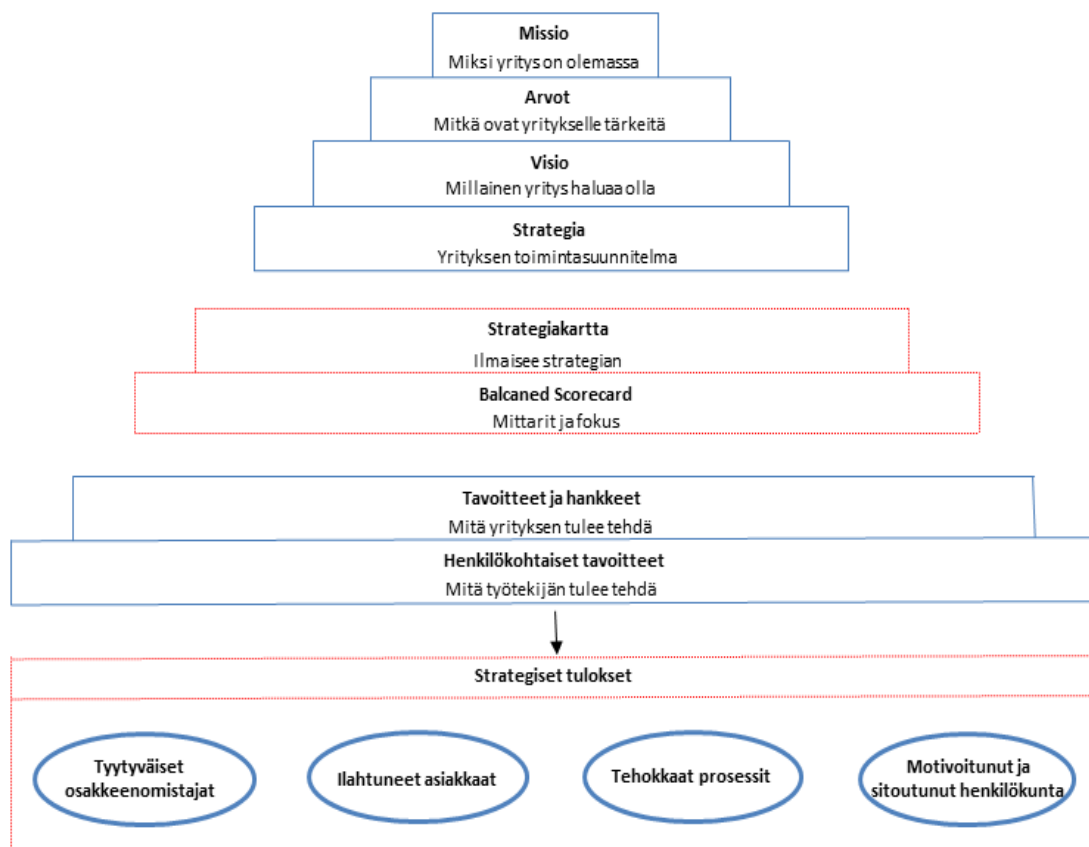 Missio
Miksi yritys on olemassa
Arvot
Mitkä ovat yritykselle tärkeitä
Visio
Millainen yritys haluaa olla
Strategia
Yrityksen toimintasuunnitelma
Strategiakartta
Ilmaisee strategian
Balcaned Scorecard
Mittarit ja fokus
Tavoitteet ja hankkeet
Mitä yrityksen tulee tehdä
Henkilökohtaiset tavoitteet
Mitä työtekijän tulee tehdä
Strategiset tulokset
Tyytyväiset
osakkeenomistajat
Ilahtuneet asiakkaat
Tehokkaat prosessit
Motivoitunut ja
sitoutunut henkilökunta